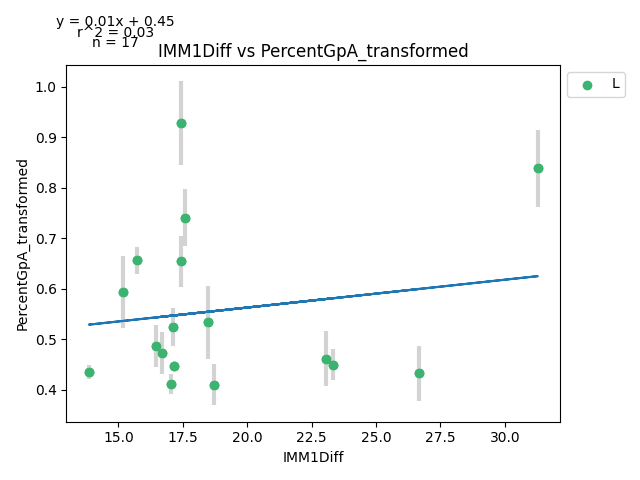 y = 0.01x + 0.45
r^2 = 0.03
n = 17
IMM1Diff vs PercentGpA_transformed
L
PercentGpA_transformed
1.0
0.9
0.8
0.7
0.6
0.5
0.4
15.0 17.5 20.0 22.5 25.0 27.5 30.0
IMM1Diff